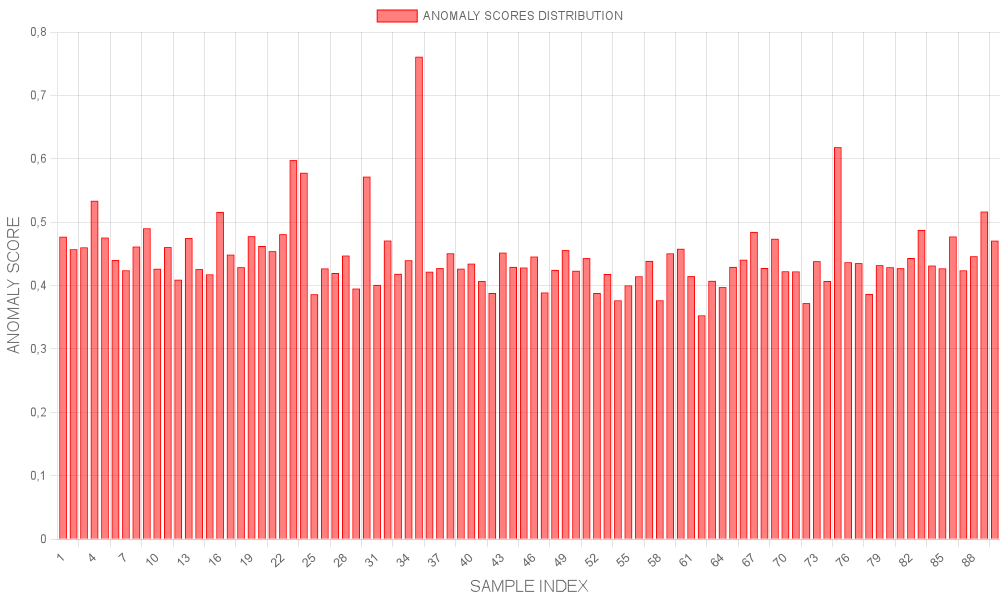 ANOMALY SCORES DISTRIBUTION
0,8
0,7
0,6
0,5
0,4
0,3
0,2
0,1
0
ANOMALY SCORE
1 4 7 10 13 16 19 22 25 28 31 34 37 40 43 46 49 52 55 58 61 64 67 70 73 76 79 82 85 88
SAMPLE INDEX